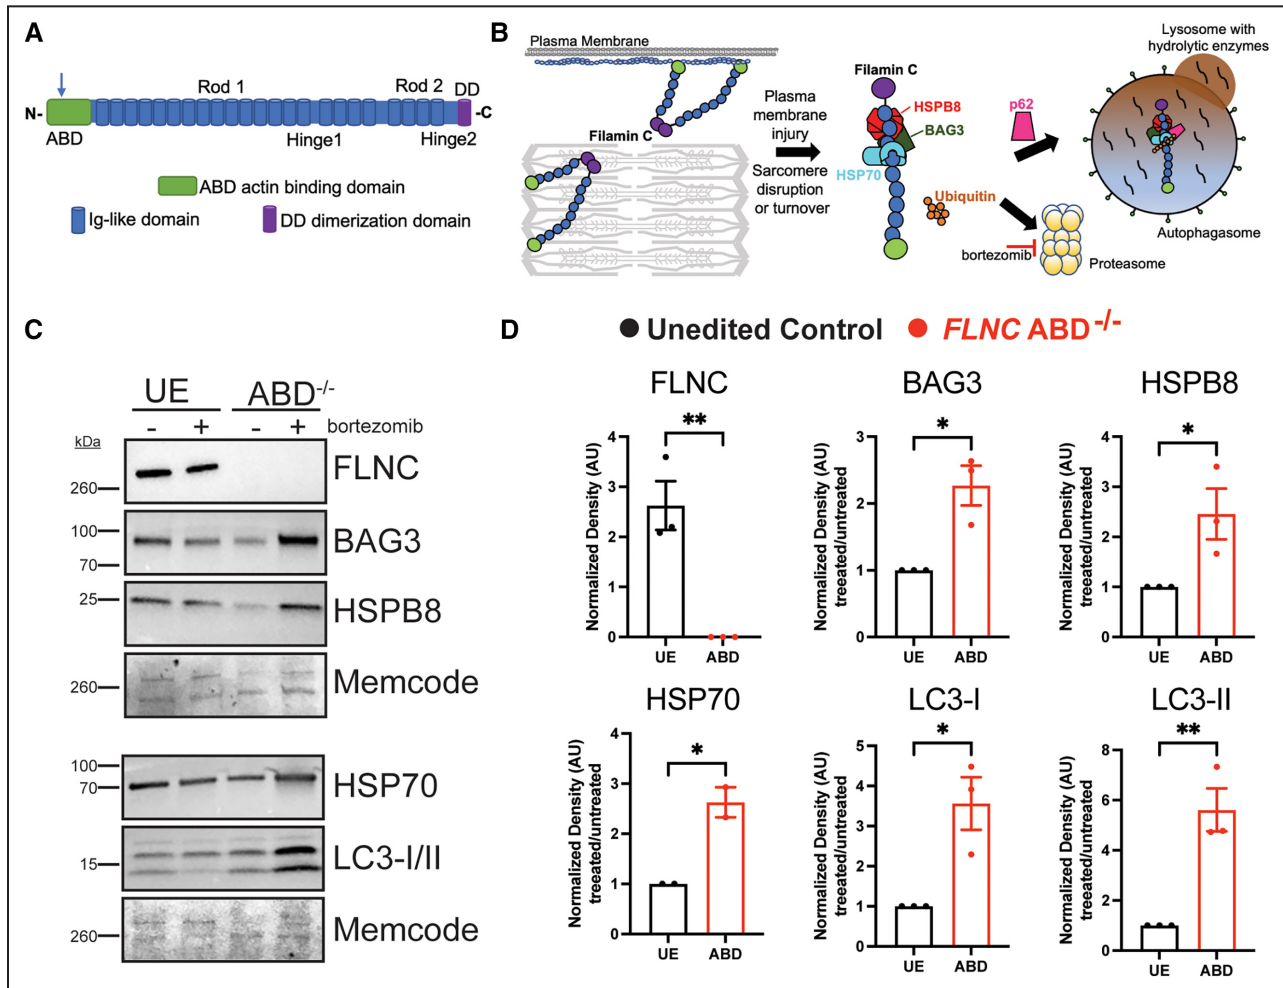 A
Rod 1
Rod 2
DD
N-
-C
ABD
Hinge1
Hinge2
ABD actin binding domain
Ig-like domain
DD dimerization domain
B
Plasma Membrane
Filamin C
Plasma
membrane
injury
Sarcomere
disruption
or turnover
Filamin C
HSPB8
BAG3
HSP70
Ubiquitin
p62
bortezomib
Proteasome
Lysosome with
hydrolytic enzymes
Autophagasome
C
UE
ABD-/-
- + - + bortezomib
kDa
260
FLNC
100
70
BAG3
25
HSPB8
260
Memcode
100
70
HSP70
15
LC3-I/II
260
Memcode
D
Unedited Control
FLNC ABD-/-
FLNC
**
Normalized Density (AU)
4
3
2
1
0
UE ABD
BAG3
*
Normalized Density (AU)
treeated/untreated
3
2
1
0
UE ABD
HSPB8
*
Normalized Density (AU)
treeated/untreated
4
3
2
1
0
UE ABD
HSP70
*
Normalized Density (AU)
treeated/untreated
4
3
2
1
0
UE ABD
LC3-I
*
Normalized Density (AU)
treeated/untreated
5
4
3
2
1
0
UE ABD
LC3-II
**
Normalized Density (AU)
treeated/untreated
8
6
4
2
0
UE ABD